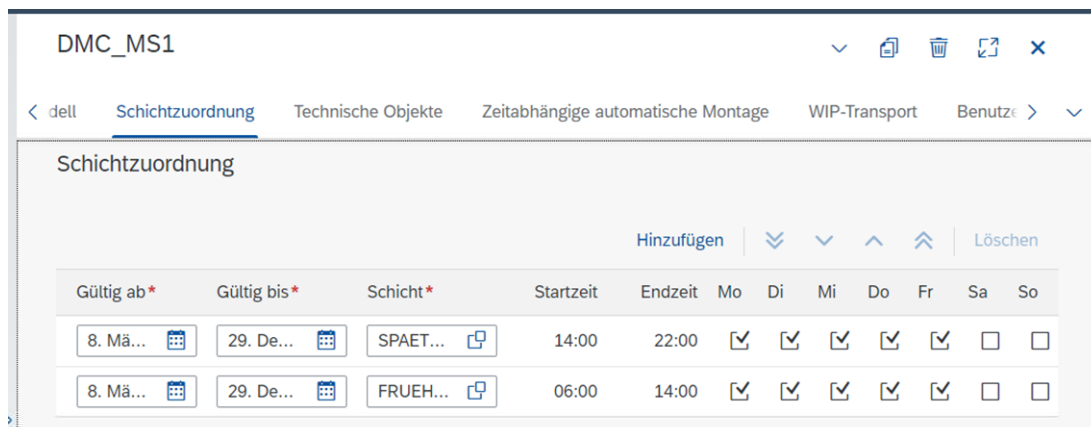 DMC_MS1
dell Schichtzuordnung Technische Objekte Zeitabhängige automatische Montage WIP-Transport Benutze
Schichtzuordnung
Hinzufügen Löschen
Gültig ab* Gültig bis* Schicht* Startzeit Endzeit Mo Di Mi Do Fr Sa So
8. Mä... 29. De... SPAET... 14:00 22:00
8. Mä... 29. De... FRUEH... 06:00 14:00